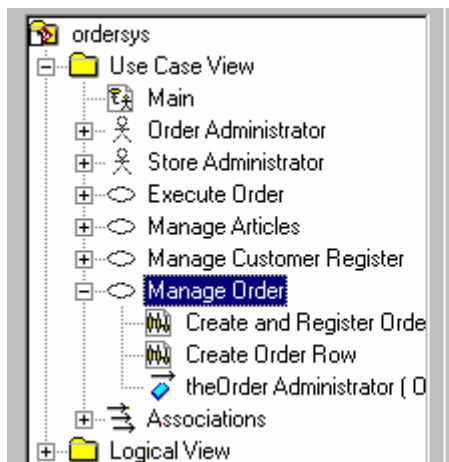 ordersys
Use Case View
Main
Order Administrator
Store Administrator
Execute Order
Manage Articles
Manage Customer Register
Manage Order
Create and Register Orde
Create Order Row
theOrder Administrator ( O
Associations
Logical View